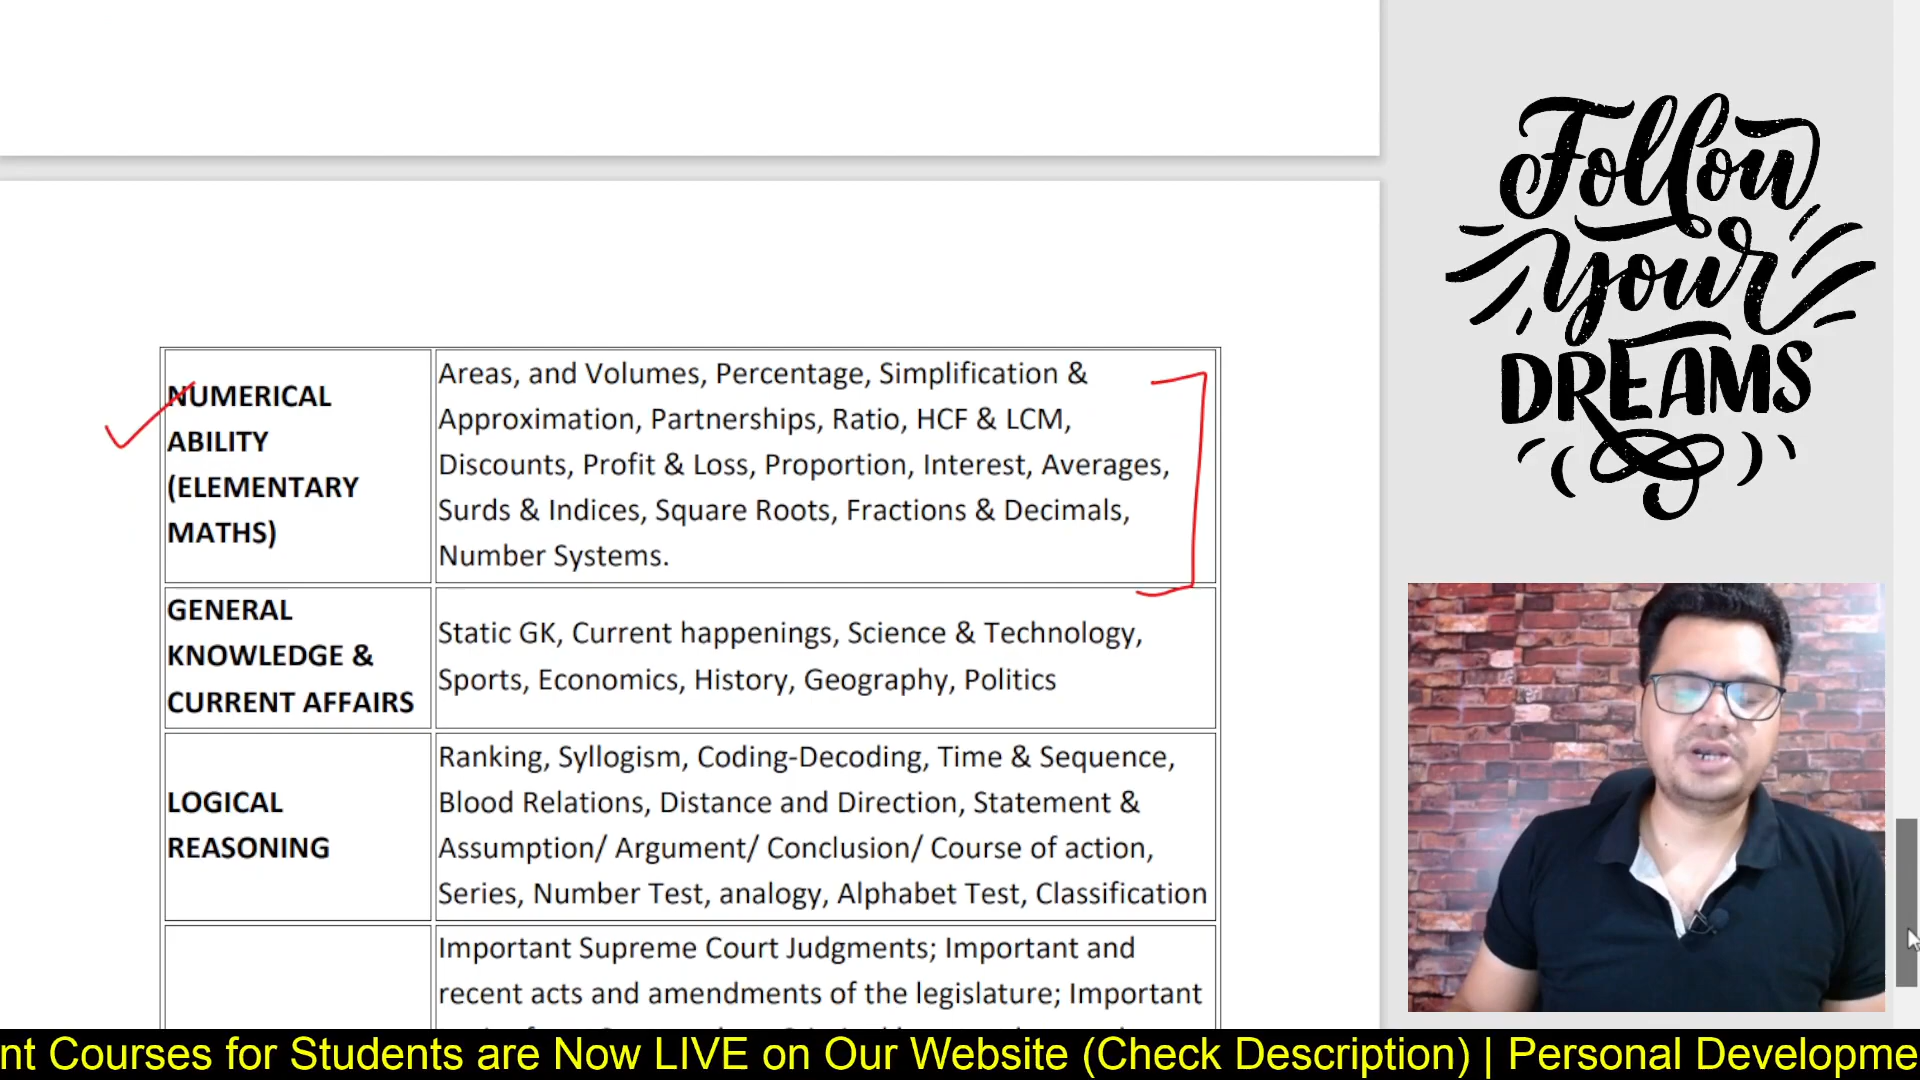 NUMERICAL
ABILITY
(ELEMENTARY
MATHS)
Areas, and Volumes, Percentage, Simplification &
Approximation, Partnerships, Ratio, HCF & LCM,
Discounts, Profit & Loss, Proportion, Interest, Averages,
Surds & Indices, Square Roots, Fractions & Decimals,
Number Systems.
GENERAL
KNOWLEDGE &
CURRENT AFFAIRS
Static GK, Current happenings, Science & Technology,
Sports, Economics, History, Geography, Politics
LOGICAL
REASONING
Ranking, Syllogism, Coding-Decoding, Time & Sequence,
Blood Relations, Distance and Direction, Statement &
Assumption/ Argument/ Conclusion/ Course of action,
Series, Number Test, analogy, Alphabet Test, Classification
Important Supreme Court Judgments; Important and
recent acts and amendments of the legislature; Important
Follow
Your
DREAMS
nt Courses for Students are Now LIVE on Our Website (Check Description) | Personal Developme